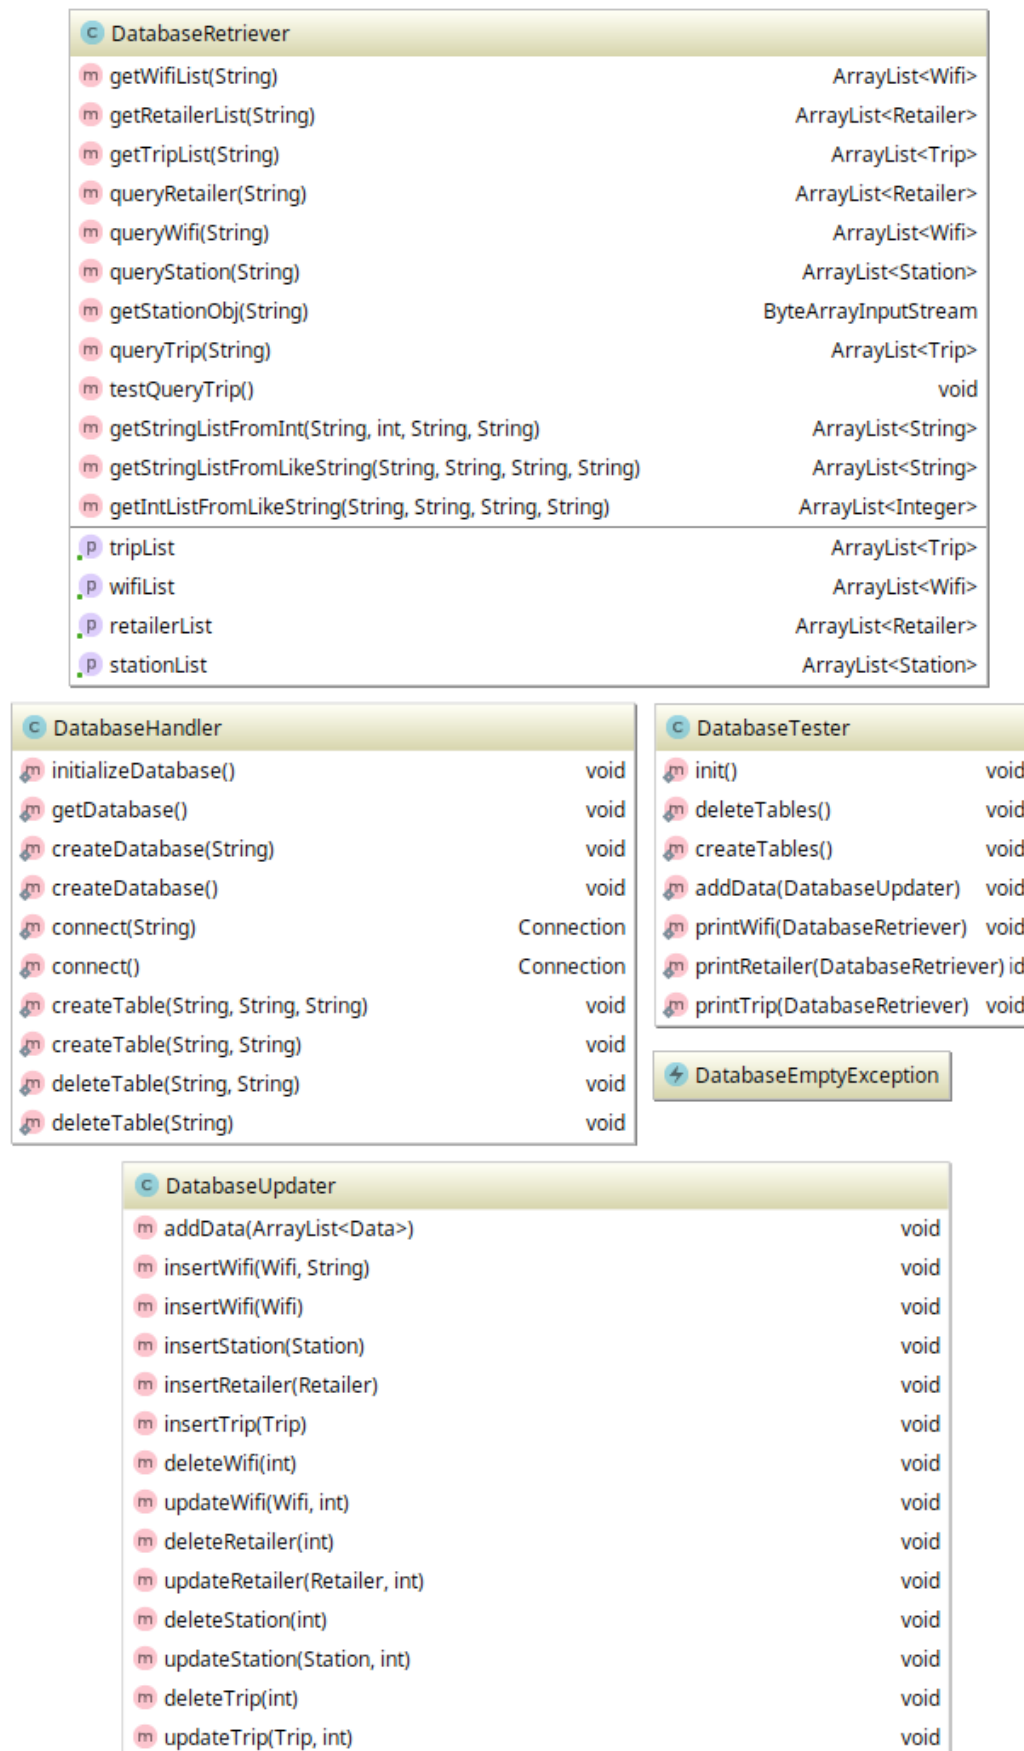 C DatabaseRetriever
m getWifiList(String) ArrayList<Wifi>
m getRetailerList(String) ArrayList<Retailer>
m getTripList(String) ArrayList<Trip>
m queryRetailer(String) ArrayList<Retailer>
m queryWifi(String) ArrayList<Wifi>
m queryStation(String) ArrayList<Station>
m getStationObj(String) ByteArrayInputStream
m queryTrip(String) ArrayList<Trip>
m testQueryTrip() void
m getStringListFromInt(String, int, String, String) ArrayList<String>
m getStringListFromLikeString(String, String, String, String) ArrayList<String>
m getIntListFromLikeString(String, String, String, String) ArrayList<Integer>
p tripList ArrayList<Trip>
p wifiList ArrayList<Wifi>
p retailerList ArrayList<Retailer>
p stationList ArrayList<Station>
C DatabaseHandler
m initializeDatabase() void
m getDatabase() void
m createDatabase(String) void
m createDatabase() void
m connect(String) Connection
m connect() Connection
m createTable(String, String, String) void
m createTable(String, String) void
m deleteTable(String, String) void
m deleteTable(String) void
C DatabaseTester
m init() void
m deleteTables() void
m createTables() void
m addData(DatabaseUpdater) void
m printWifi(DatabaseRetriever) void
m printRetailer(DatabaseRetriever) id
m printTrip(DatabaseRetriever) void
DatabaseEmptyException
C DatabaseUpdater
m addData(ArrayList<Data>) void
m insertWifi(Wifi, String) void
m insertWifi(Wifi) void
m insertStation(Station) void
m insertRetailer(Retailer) void
m insertTrip(Trip) void
m deleteWifi(int) void
m updateWifi(Wifi, int) void
m deleteRetailer(int) void
m updateRetailer(Retailer, int) void
m deleteStation(int) void
m updateStation(Station, int) void
m deleteTrip(int) void
m updateTrip(Trip, int) void